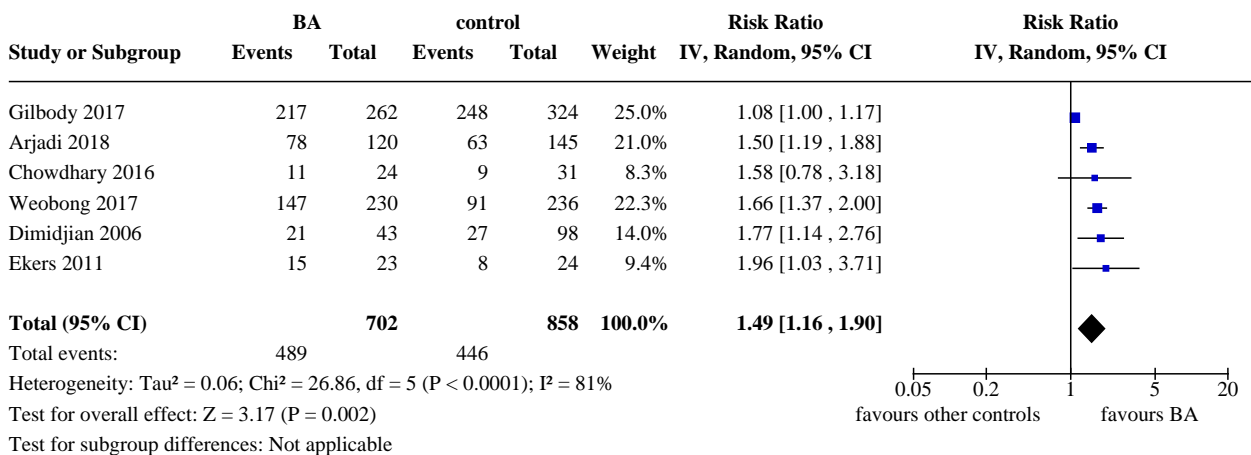 BA control Risk Ratio Risk Ratio
Study or Subgroup Events Total Events Total Weight IV, Random, 95% CI IV, Random, 95% CI
Gilbody 2017 217 262 248 324 25.0% 1.08 [1.00 , 1.17]
Arjadi 2018 78 120 63 145 21.0% 1.50 [1.19 , 1.88]
Chowdhary 2016 11 24 9 31 8.3% 1.58 [0.78 , 3.18]
Weobong 2017 147 230 91 236 22.3% 1.66 [1.37 , 2.00]
Dimidjian 2006 21 43 27 98 14.0% 1.77 [1.14 , 2.76]
Ekers 2011 15 23 8 24 9.4% 1.96 [1.03 , 3.71]
Total (95% CI) 702 858 100.0% 1.49 [1.16 , 1.90]
Total events: 489 446
Heterogeneity: Tau² = 0.06; Chi² = 26.86, df = 5 (P < 0.0001); I² = 81%
0.05 0.2 1 5 20
Test for overall effect: Z = 3.17 (P = 0.002) favours other controls favours BA
Test for subgroup differences: Not applicable